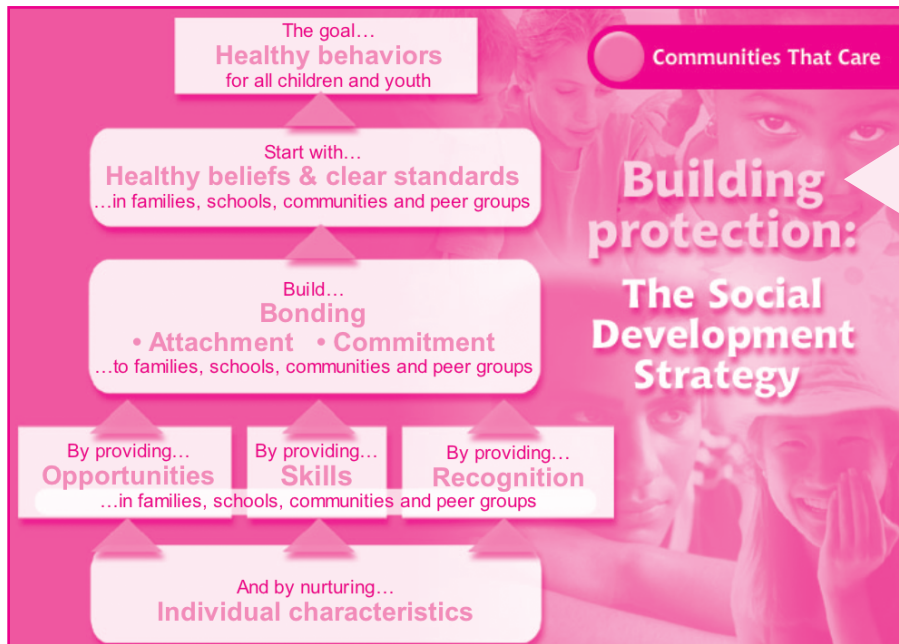 The goal…
Healthy behaviors
for all children and youth
Communities That Care
Start with…
Healthy beliefs & clear standards
…in families, schools, communities and peer groups
Building
protection:
The Social
Development
Strategy
Build…
Bonding
• Attachment • Commitment
…to families, schools, communities and peer groups
By providing…
Opportunities
By providing…
Skills
By providing…
Recognition
…in families, schools, communities and peer groups
And by nurturing…
Individual characteristics